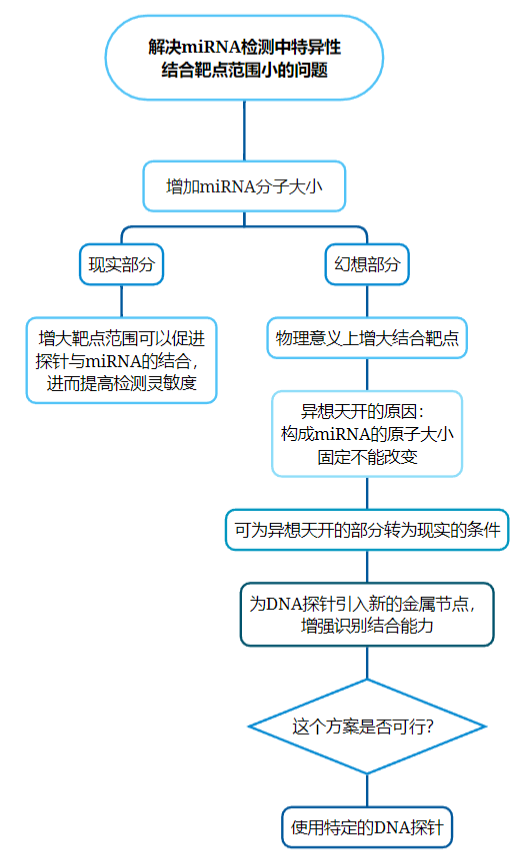 解决miRNA检测中特异性
结合靶点范围小的问题
增加miRNA分子大小
现实部分
幻想部分
增大靶点范围可以促进
探针与miRNA的结合，
进而提高检测灵敏度
物理意义上增大结合靶点
异想天开的原因：
构成miRNA的原子大小
固定不能改变
可为异想天开的部分转为现实的条件
为DNA探针引入新的金属节点，
增强识别结合能力
这个方案是否可行？
使用特定的DNA探针